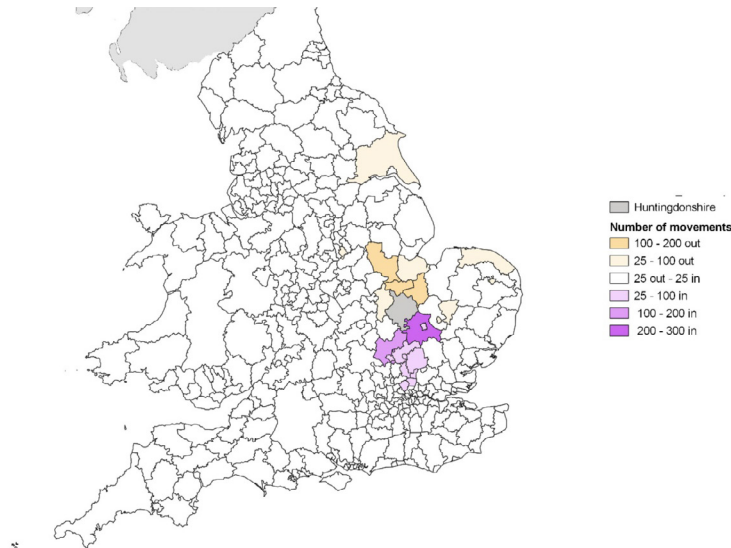 Huntingdonshire
Number of movements
100 - 200 out
25 - 100 out
25 out - 25 in
25 - 100 in
100 - 200 in
200 - 300 in